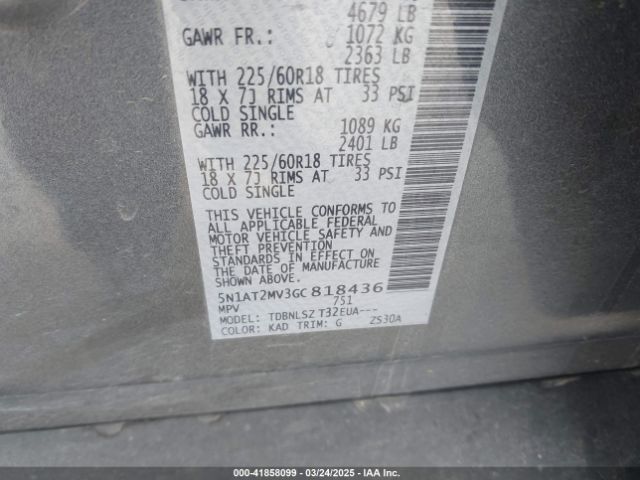 4679 LB
GAWR FR.: 1072 KG
2363 LB
WITH 225/60R18 TIRES
18 X 7J RIMS AT 33 PSI
COLD SINGLE
GAWR RR.: 1089 KG
2401 LB
WITH 225/60R18 TIRES
18 X 7J RIMS AT 33 PSI
COLD SINGLE
THIS VEHICLE CONFORMS TO
ALL APPLICABLE FEDERAL
MOTOR VEHICLE SAFETY AND
THEFT PREVENTION
STANDARDS IN EFFECT ON
THE DATE OF MANUFACTURE
SHOWN ABOVE.
5N1AT2MV3GC818436
MPV 751
MODEL: TDBNLSZ T32EUA---
COLOR: KAD TRIM: G ZS30A
000-41858099 - 03/24/2025 - IAA Inc.